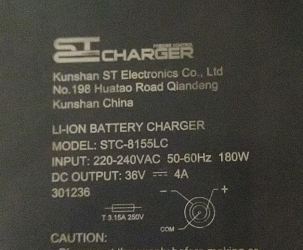 ST CHARGER
Kunshan ST Electronics Co., Ltd
No.198 Huatao Road Qiandeng
Kunshan China
LI-ION BATTERY CHARGER
MODEL: STC-8155LC
INPUT: 220-240VAC 50-60Hz 180W
DC OUTPUT: 36V ⎓ 4A
301236
T 3.15A 250V
- +
COM
CAUTION: